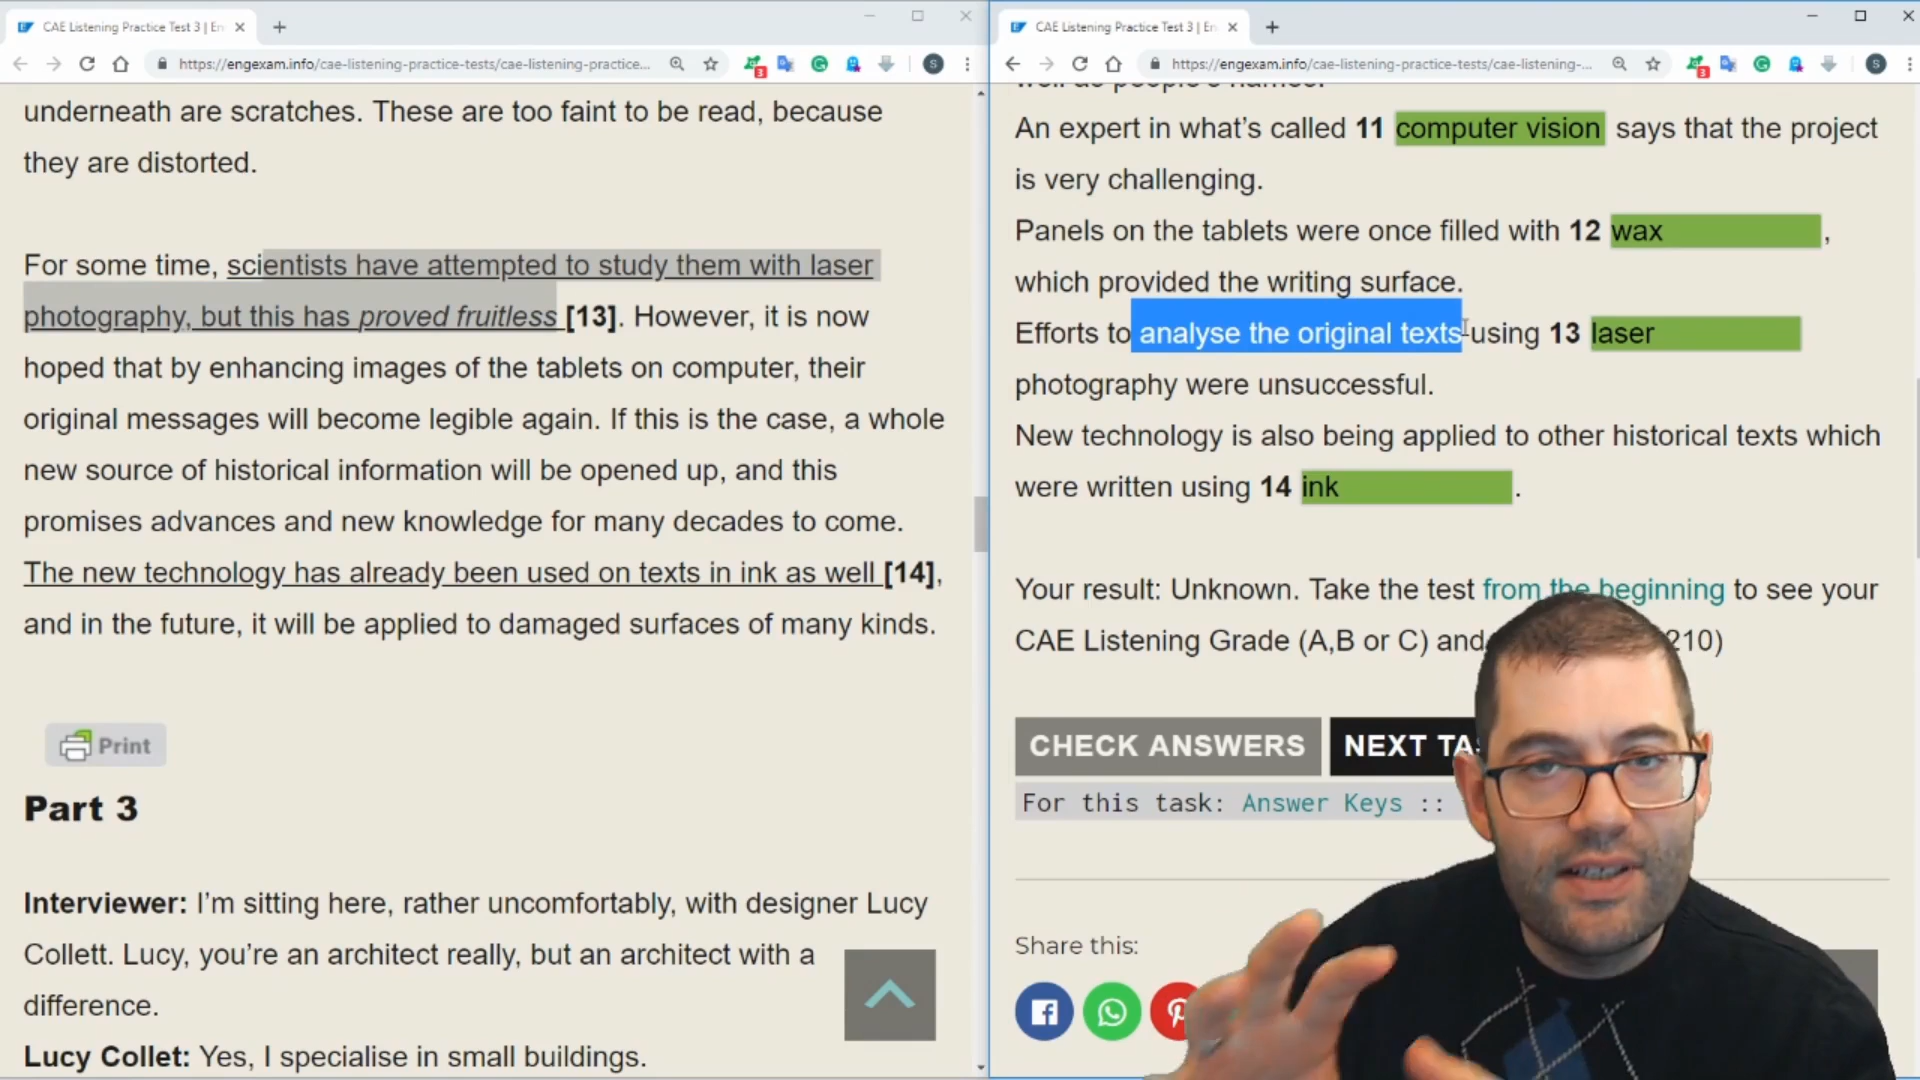 CAE Listening Practice Test 3 | En
https://engexam.info/cae-listening-practice-tests/cae-listening-practice...
3
S
underneath are scratches. These are too faint to be read, because
they are distorted.
For some time, scientists have attempted to study them with laser
photography, but this has proved fruitless [13]. However, it is now
hoped that by enhancing images of the tablets on computer, their
original messages will become legible again. If this is the case, a whole
new source of historical information will be opened up, and this
promises advances and new knowledge for many decades to come.
The new technology has already been used on texts in ink as well [14],
and in the future, it will be applied to damaged surfaces of many kinds.
Print
Part 3
Interviewer: I'm sitting here, rather uncomfortably, with designer Lucy
Collett. Lucy, you're an architect really, but an architect with a
difference.
Lucy Collet: Yes, I specialise in small buildings.
CAE Listening Practice Test 3 | En
https://engexam.info/cae-listening-practice-tests/cae-listening-...
3
S
well do people's names.
An expert in what's called 11 computer vision says that the project
is very challenging.
Panels on the tablets were once filled with 12 wax ,
which provided the writing surface.
Efforts to analyse the original texts using 13 laser
photography were unsuccessful.
New technology is also being applied to other historical texts which
were written using 14 ink .
Your result: Unknown. Take the test from the beginning to see your
CAE Listening Grade (A,B or C) and 210)
CHECK ANSWERS NEXT
For this task: Answer Keys ::
Share this: